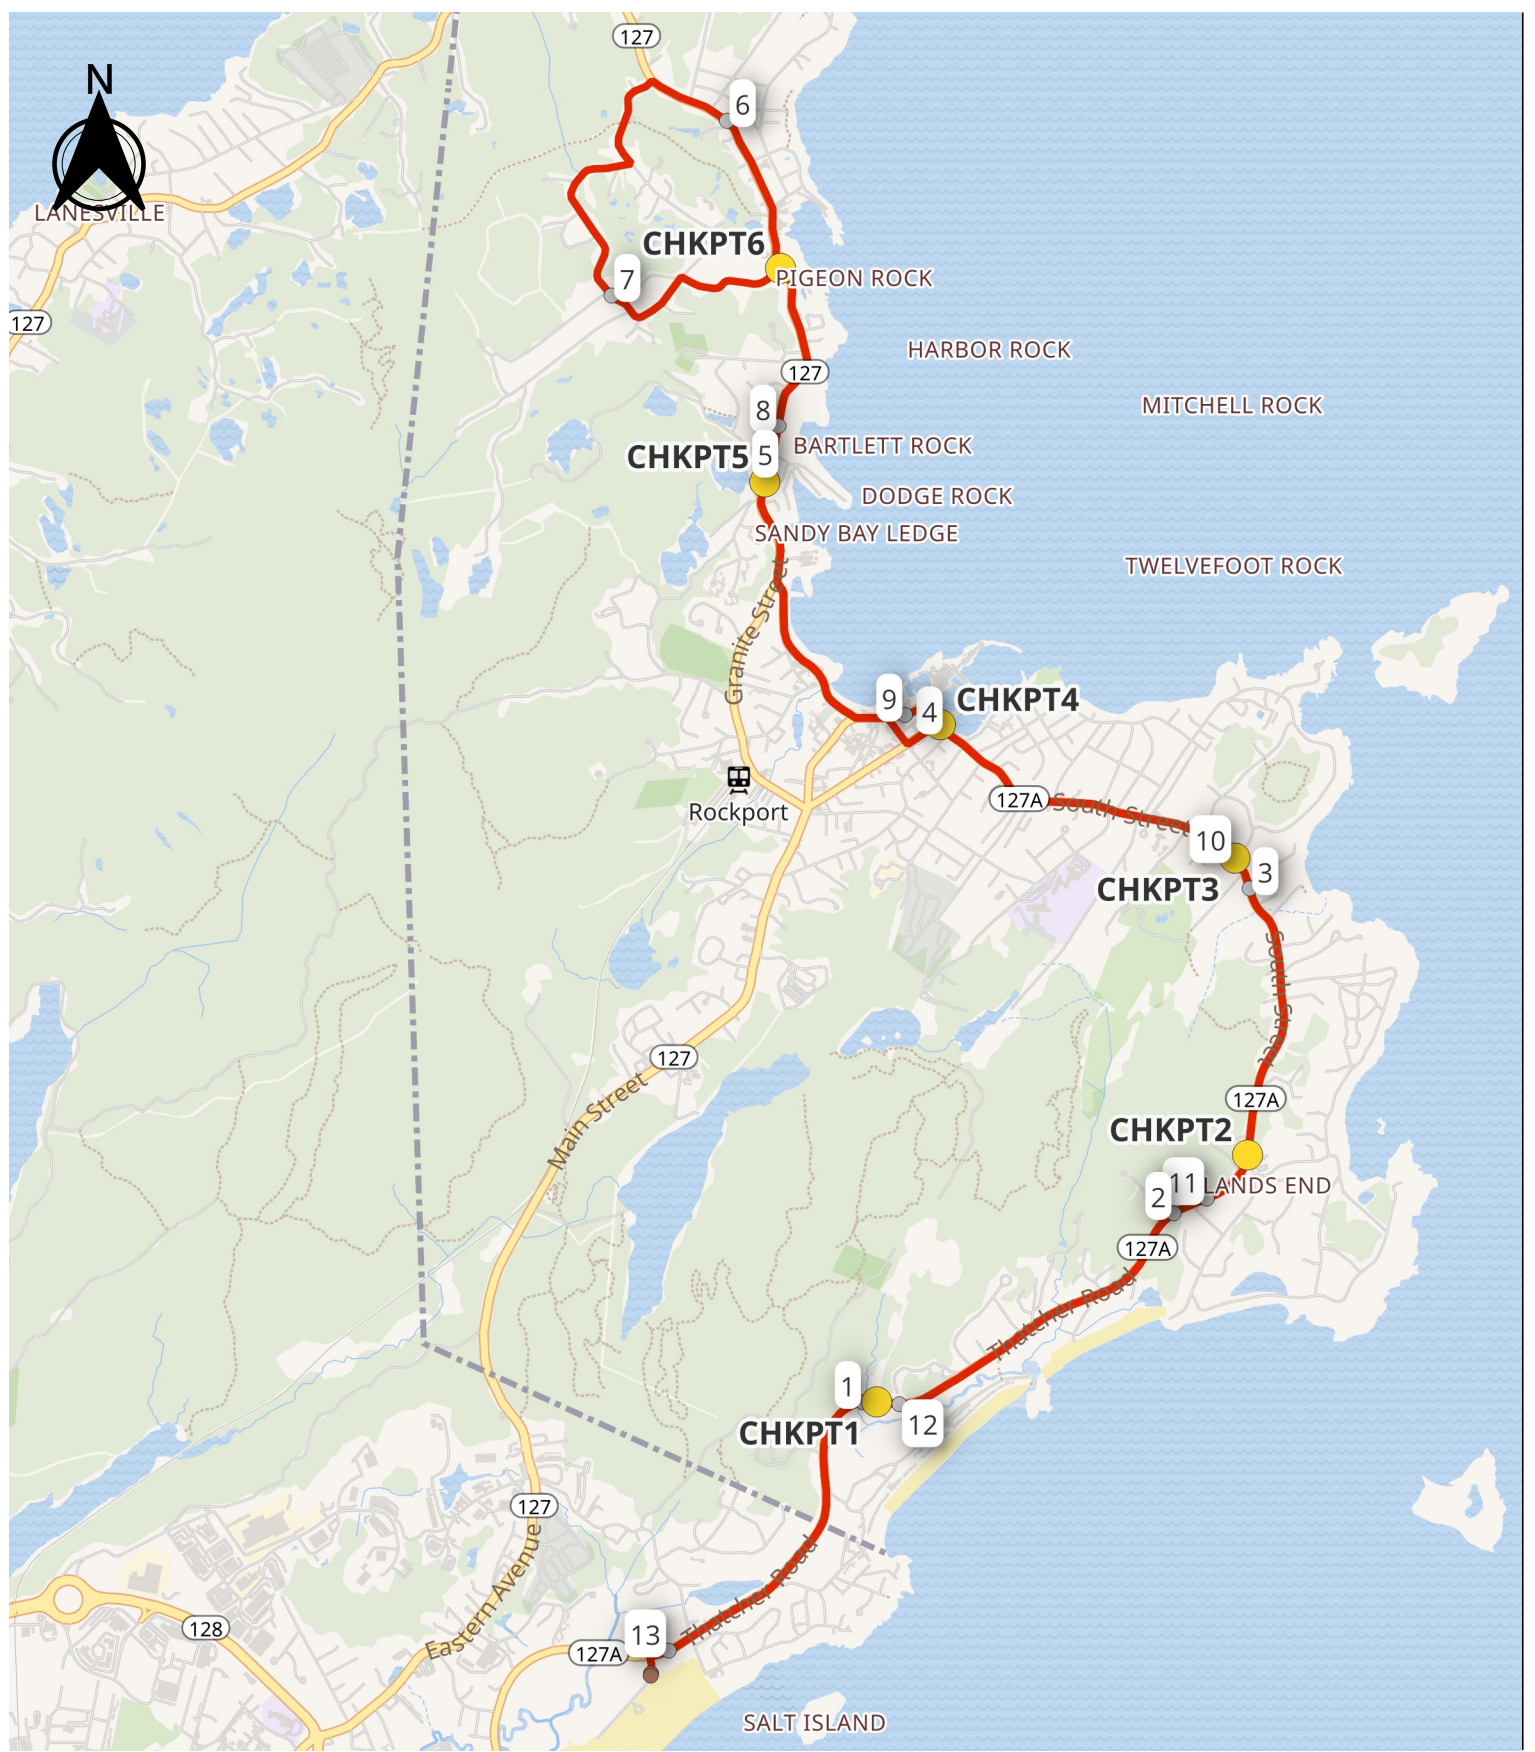 127
N
6
LANESVILLE
CHKPT6
PIGEON ROCK
7
127
HARBOR ROCK
127
MITCHELL ROCK
8
BARTLETT ROCK
CHKPT5
5
DODGE ROCK
SANDY BAY LEDGE
TWELVEFOOT ROCK
Granite Street
9
4
CHKPT4
Rockport
127A
South Street
10
3
CHKPT3
South Street
127
Main Street
127A
CHKPT2
11
LANDS END
2
127A
Thatcher Road
1
12
CHKPT1
127
Eastern Avenue
Thatcher Road
128
13
127A
SALT ISLAND